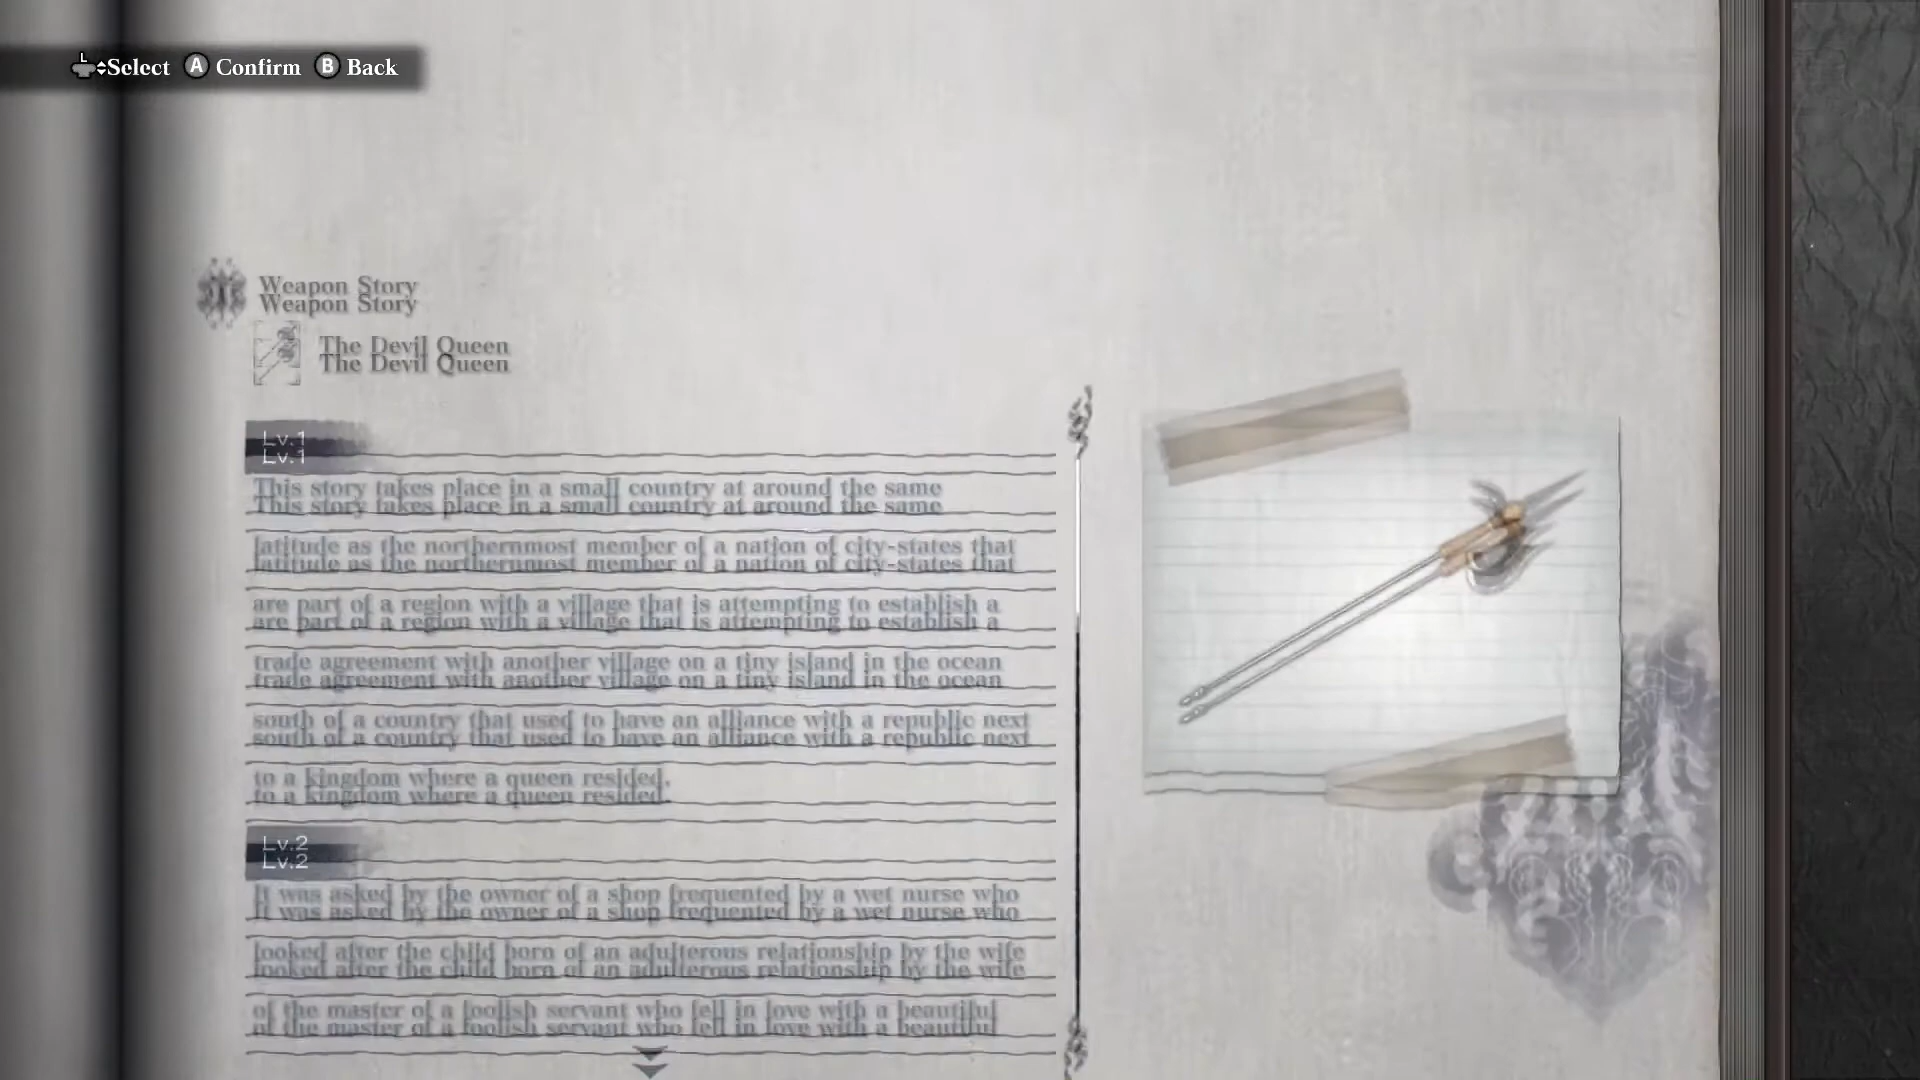 L Select A Confirm B Back
Weapon Story
The Devil Queen
Lv.1
This story takes place in a small country at around the same
latitude as the northernmost member of a nation of city-states that
are part of a region with a village that is attempting to establish a
trade agreement with another village on a tiny island in the ocean
south of a country that used to have an alliance with a republic next
to a kingdom where a queen resided.
Lv.2
It was asked by the owner of a shop frequented by a wet nurse who
looked after the child born of an adulterous relationship by the wife
of the master of a foolish servant who fell in love with a beautiful